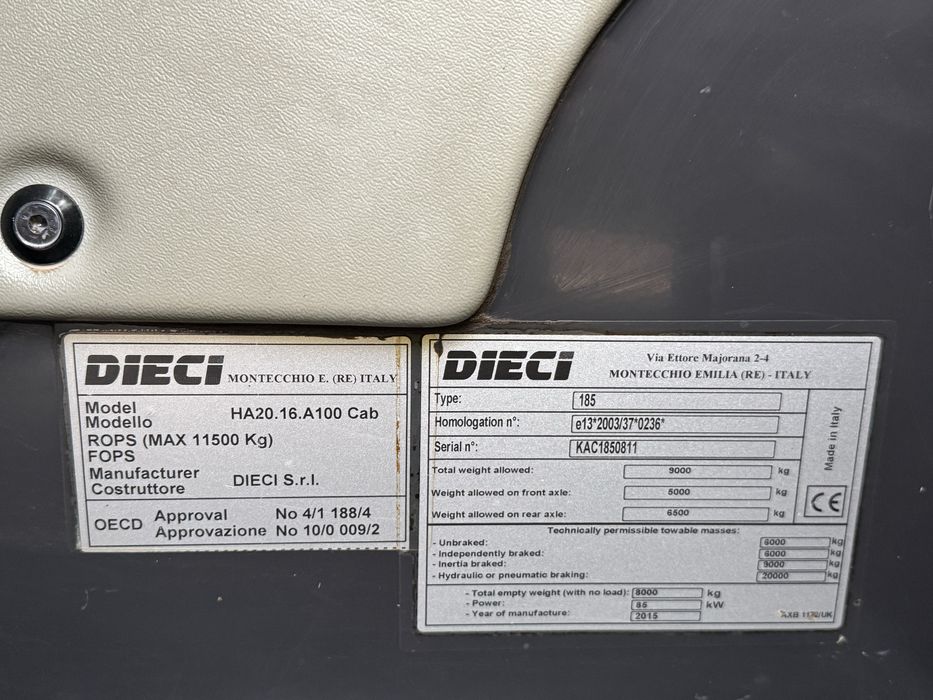 DIECI MONTECCHIO E. (RE) ITALY
Model
Modello HA20.16.A100 Cab
ROPS (MAX 11500 Kg)
FOPS
Manufacturer
Costruttore DIECI S.r.l.
OECD Approval No 4/1 188/4
Approvazione No 10/0 009/2
DIECI Via Ettore Majorana 2-4
MONTECCHIO EMILIA (RE) - ITALY
Type: 185
Homologation n°: e13*2003/37*0236*
Serial n°: KAC1850811
Total weight allowed: 9000 kg
Weight allowed on front axle: 5000 kg
Weight allowed on rear axle: 6500 kg
Made in Italy
CE
Technically permissible towable masses:
- Unbraked: 6000 kg
- Independently braked: 6000 kg
- Inertia braked: 9000 kg
- Hydraulic or pneumatic braking: 20000 kg
- Total empty weight (with no load): 8000 kg
- Power: 85 kW
- Year of manufacture: 2015